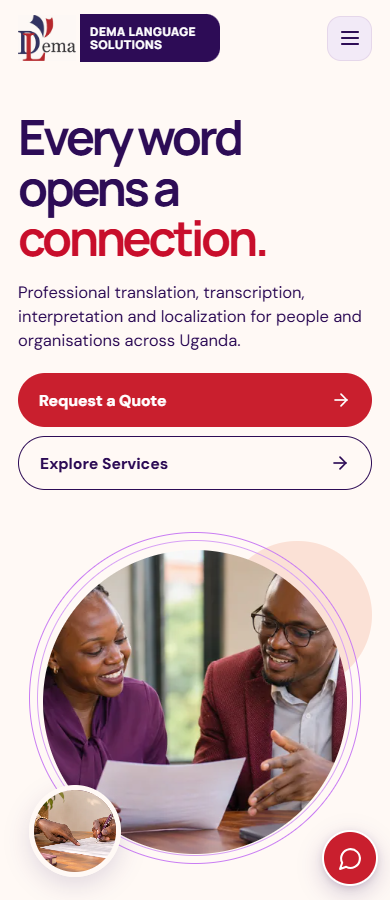 Dema
DEMA LANGUAGE
SOLUTIONS
Every word
opens a
connection.
Professional translation, transcription,
interpretation and localization for people and
organisations across Uganda.
Request a Quote
Explore Services